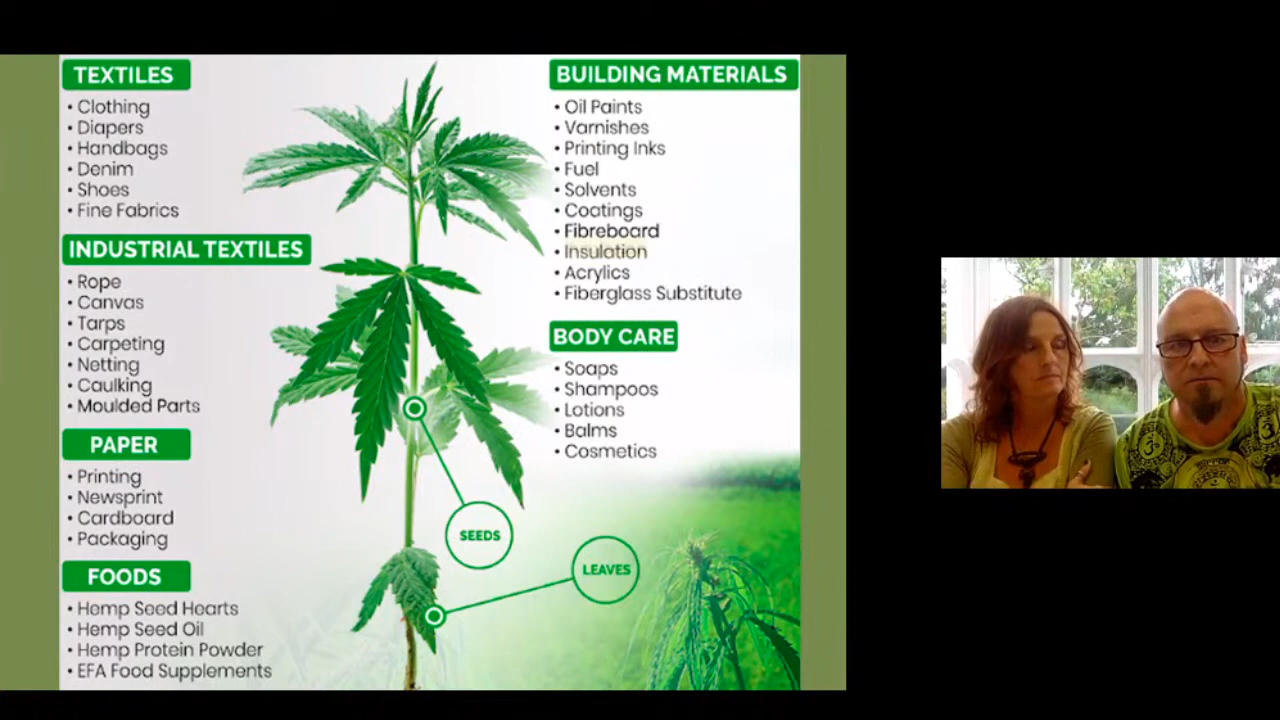 TEXTILES
• Clothing
• Diapers
• Handbags
• Denim
• Shoes
• Fine Fabrics
INDUSTRIAL TEXTILES
• Rope
• Canvas
• Tarps
• Carpeting
• Netting
• Caulking
• Moulded Parts
PAPER
• Printing
• Newsprint
• Cardboard
• Packaging
FOODS
• Hemp Seed Hearts
• Hemp Seed Oil
• Hemp Protein Powder
• EFA Food Supplements
BUILDING MATERIALS
• Oil Paints
• Varnishes
• Printing Inks
• Fuel
• Solvents
• Coatings
• Fibreboard
• Insulation
• Acrylics
• Fiberglass Substitute
BODY CARE
• Soaps
• Shampoos
• Lotions
• Balms
• Cosmetics
SEEDS
LEAVES